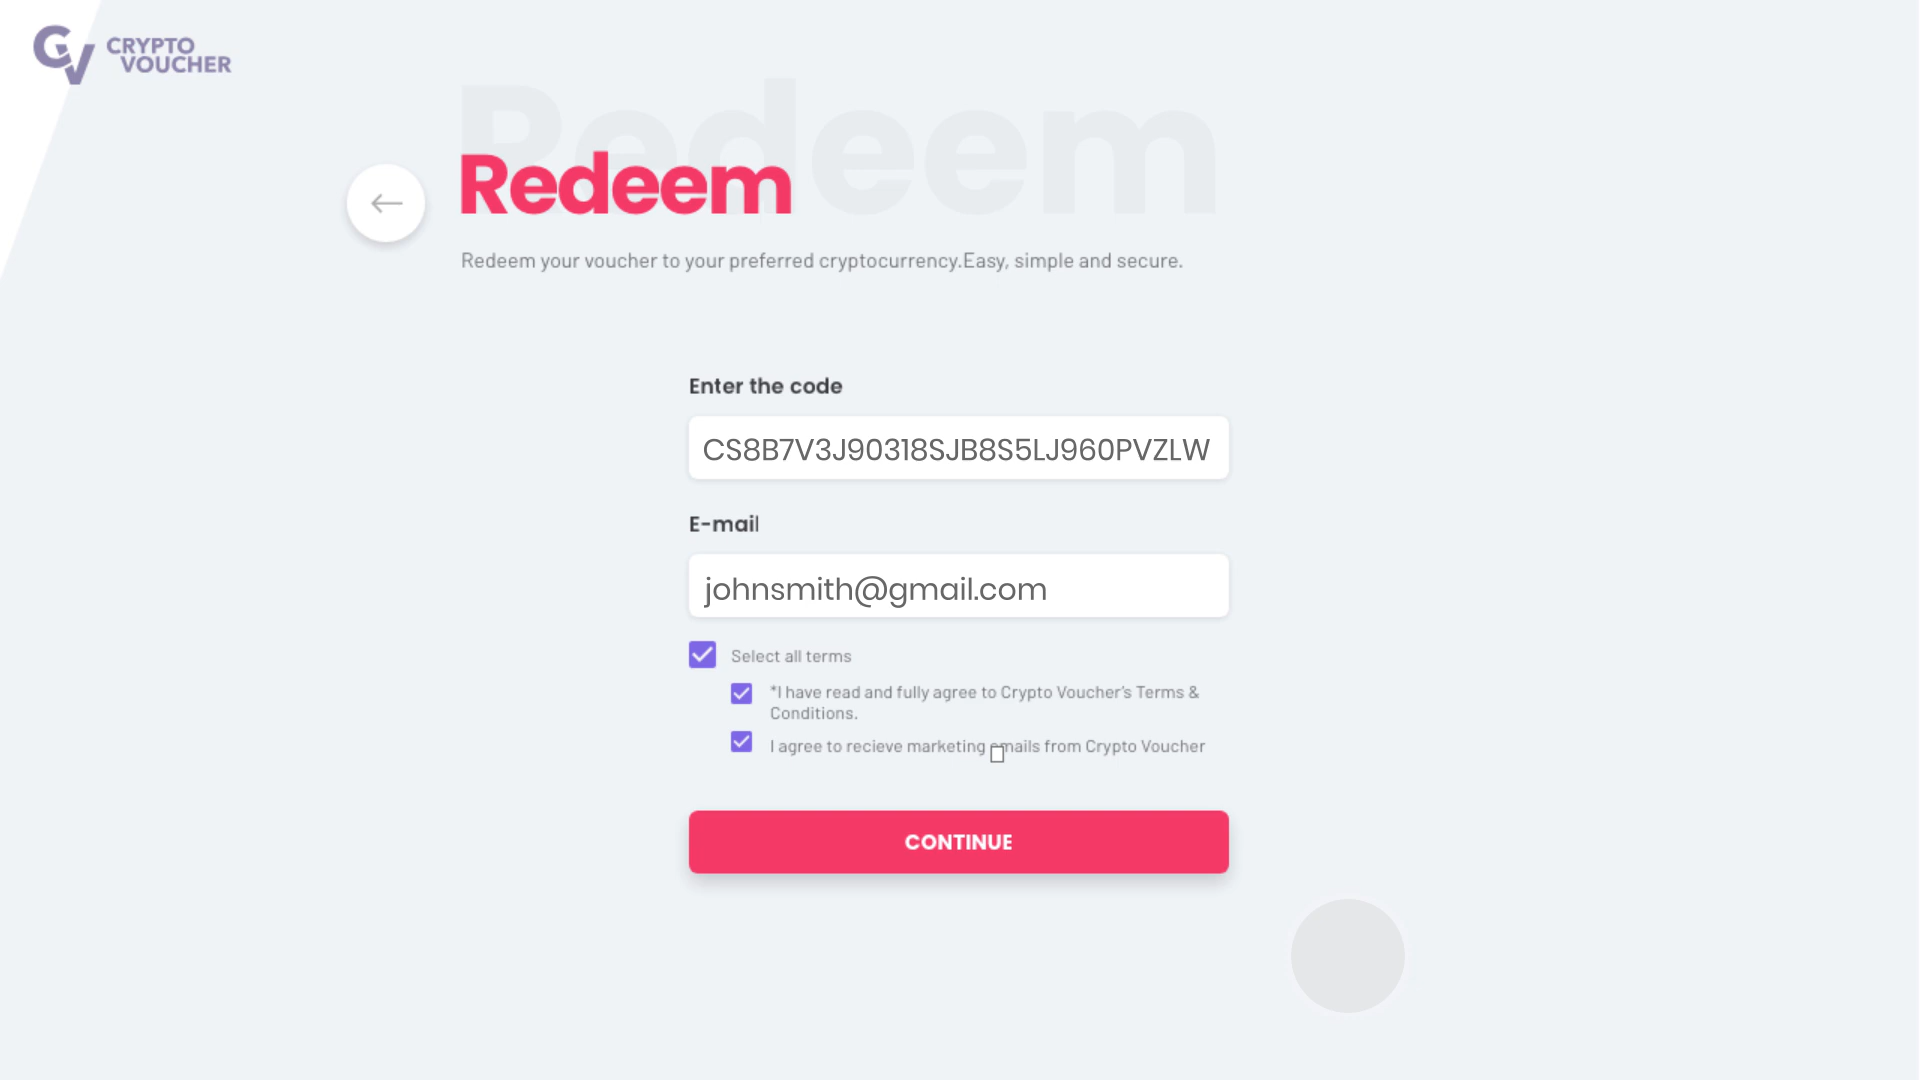 CRYPTO
VOUCHER
Redeem
Redeem
Redeem your voucher to your preferred cryptocurrency.Easy, simple and secure.
Enter the code
CS8B7V3J90318SJB8S5LJ960PVZLW
E-mail
johnsmith@gmail.com
Select all terms
*I have read and fully agree to Crypto Voucher's Terms &
Conditions.
I agree to recieve marketing emails from Crypto Voucher
CONTINUE